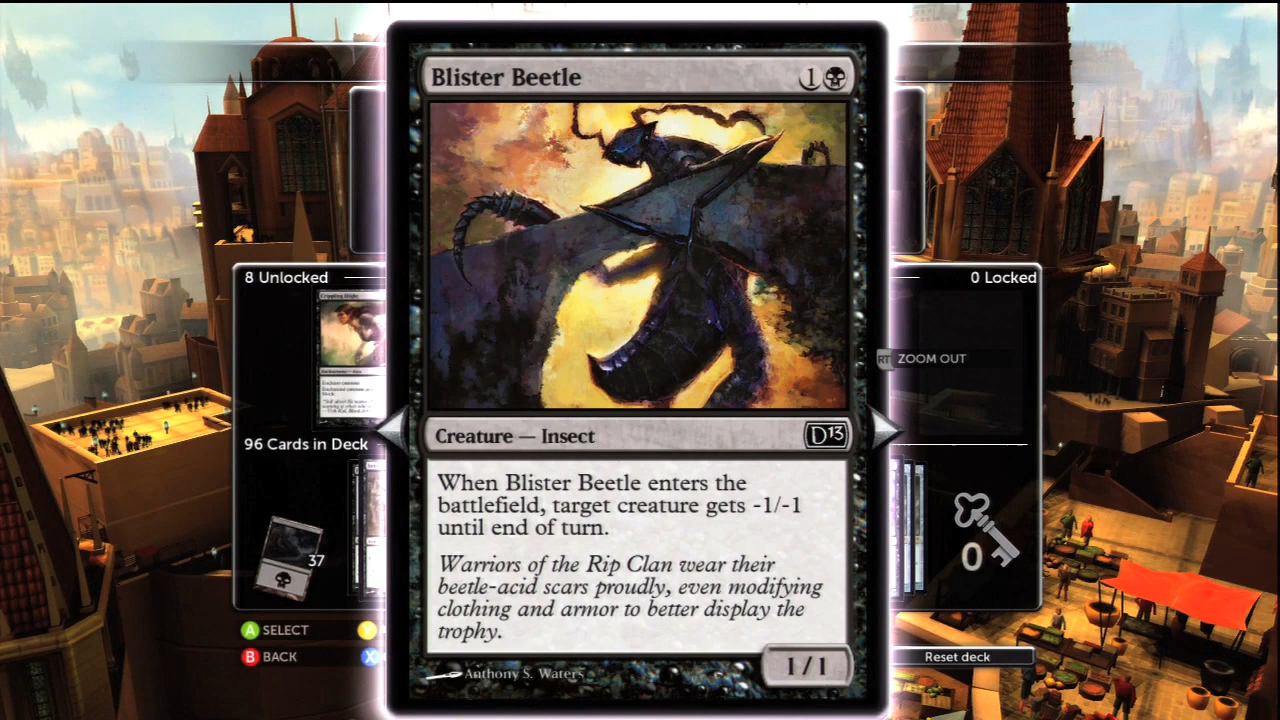 Blister Beetle
1
8 Unlocked
0 Locked
Crippling Blight
RT ZOOM OUT
Creature — Insect
D13
96 Cards in Deck
When Blister Beetle enters the
battlefield, target creature gets -1/-1
until end of turn.
Warriors of the Rip Clan wear their
beetle-acid scars proudly, even modifying
clothing and armor to better display the
trophy.
37
0
A SELECT
Y
B BACK
X
Reset deck
Anthony S. Waters
1/1